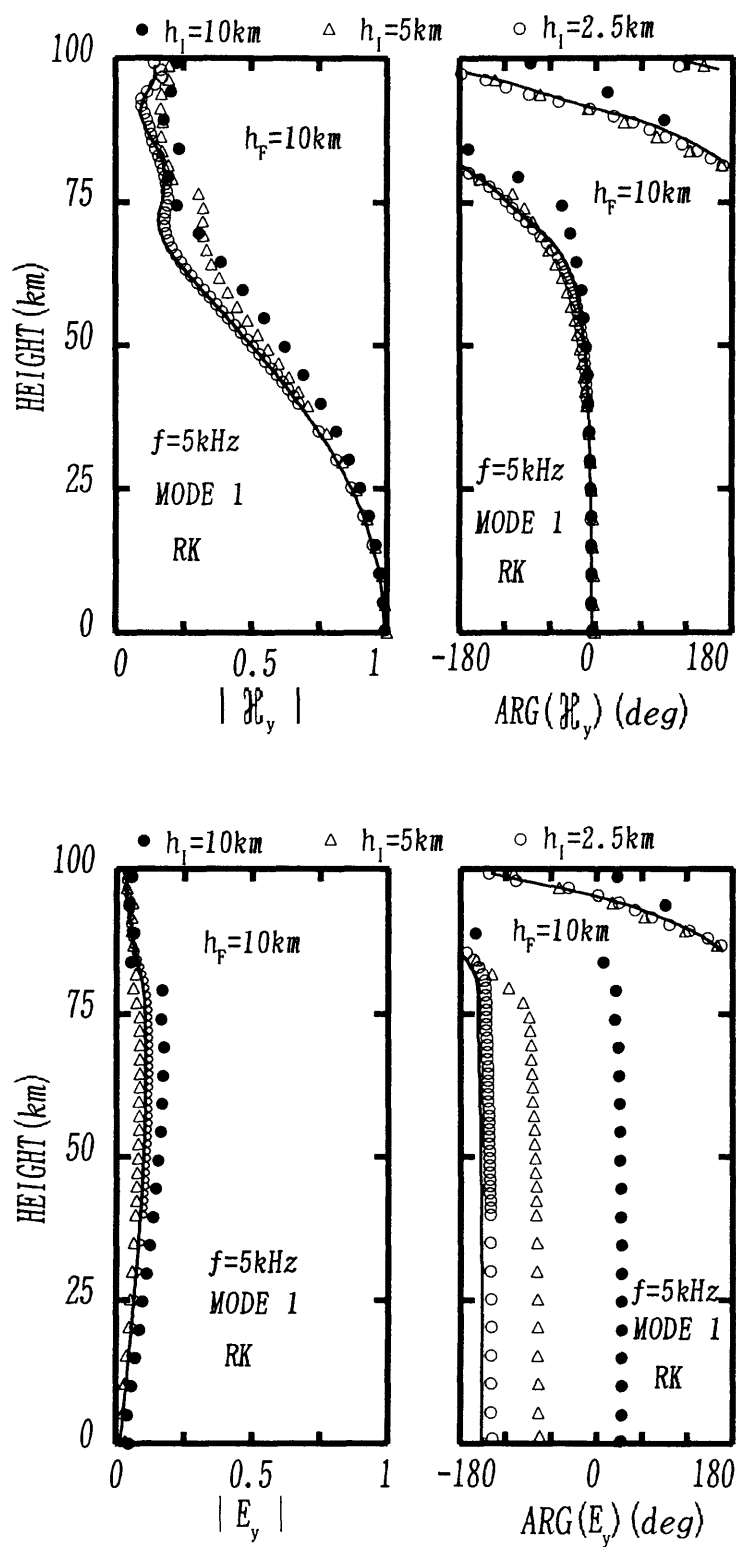 ● h_I=10km △ h_I=5km ○ h_I=2.5km
100
75
50
25
0
HEIGHT(km)
h_F=10km
f=5kHz
MODE 1
RK
0 0.5 1
| ℋ_y |
h_F=10km
f=5kHz
MODE 1
RK
-180 0 180
ARG(ℋ_y)(deg)
● h_I=10km △ h_I=5km ○ h_I=2.5km
100
75
50
25
0
HEIGHT(km)
h_F=10km
f=5kHz
MODE 1
RK
0 0.5 1
| E_y |
h_F=10km
f=5kHz
MODE 1
RK
-180 0 180
ARG(E_y)(deg)